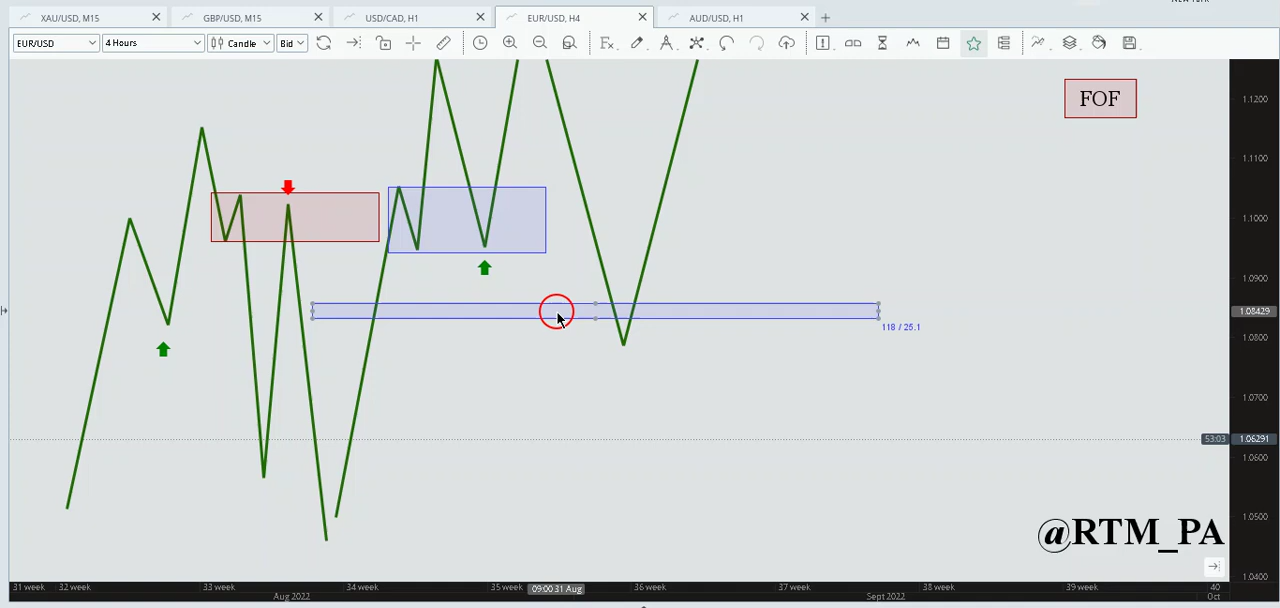 XAU/USD, M15
GBP/USD, M15
USD/CAD, H1
EUR/USD, H4
AUD/USD, H1
EUR/USD
4 Hours
Candle
Bid
FOF
1.1200
1.1100
1.1000
1.0900
1.08429
118 / 25.1
1.0800
1.0700
53:03
1.06291
1.0600
1.0500
@RTM_PA
1.0400
31 week
32 week
33 week
34 week
35 week
09:00 31 Aug
36 week
37 week
38 week
39 week
40
Aug 2022
Sept 2022
Oct